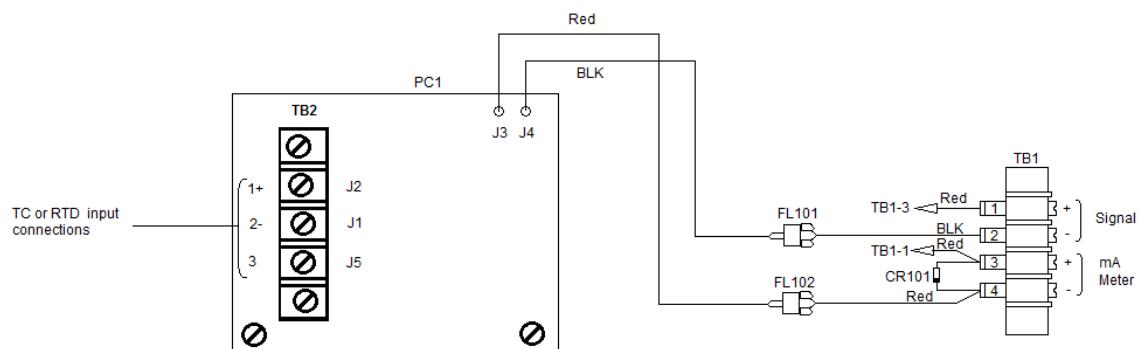 Red
BLK
PC1
TB2
J3 J4
1+ J2
2- J1
3 J5
TC or RTD input
connections
TB1
TB1-3 Red 1 +
Signal
FL101
BLK 2 -
TB1-1 Red
3 +
mA
Meter
CR101
FL102
Red 4 -